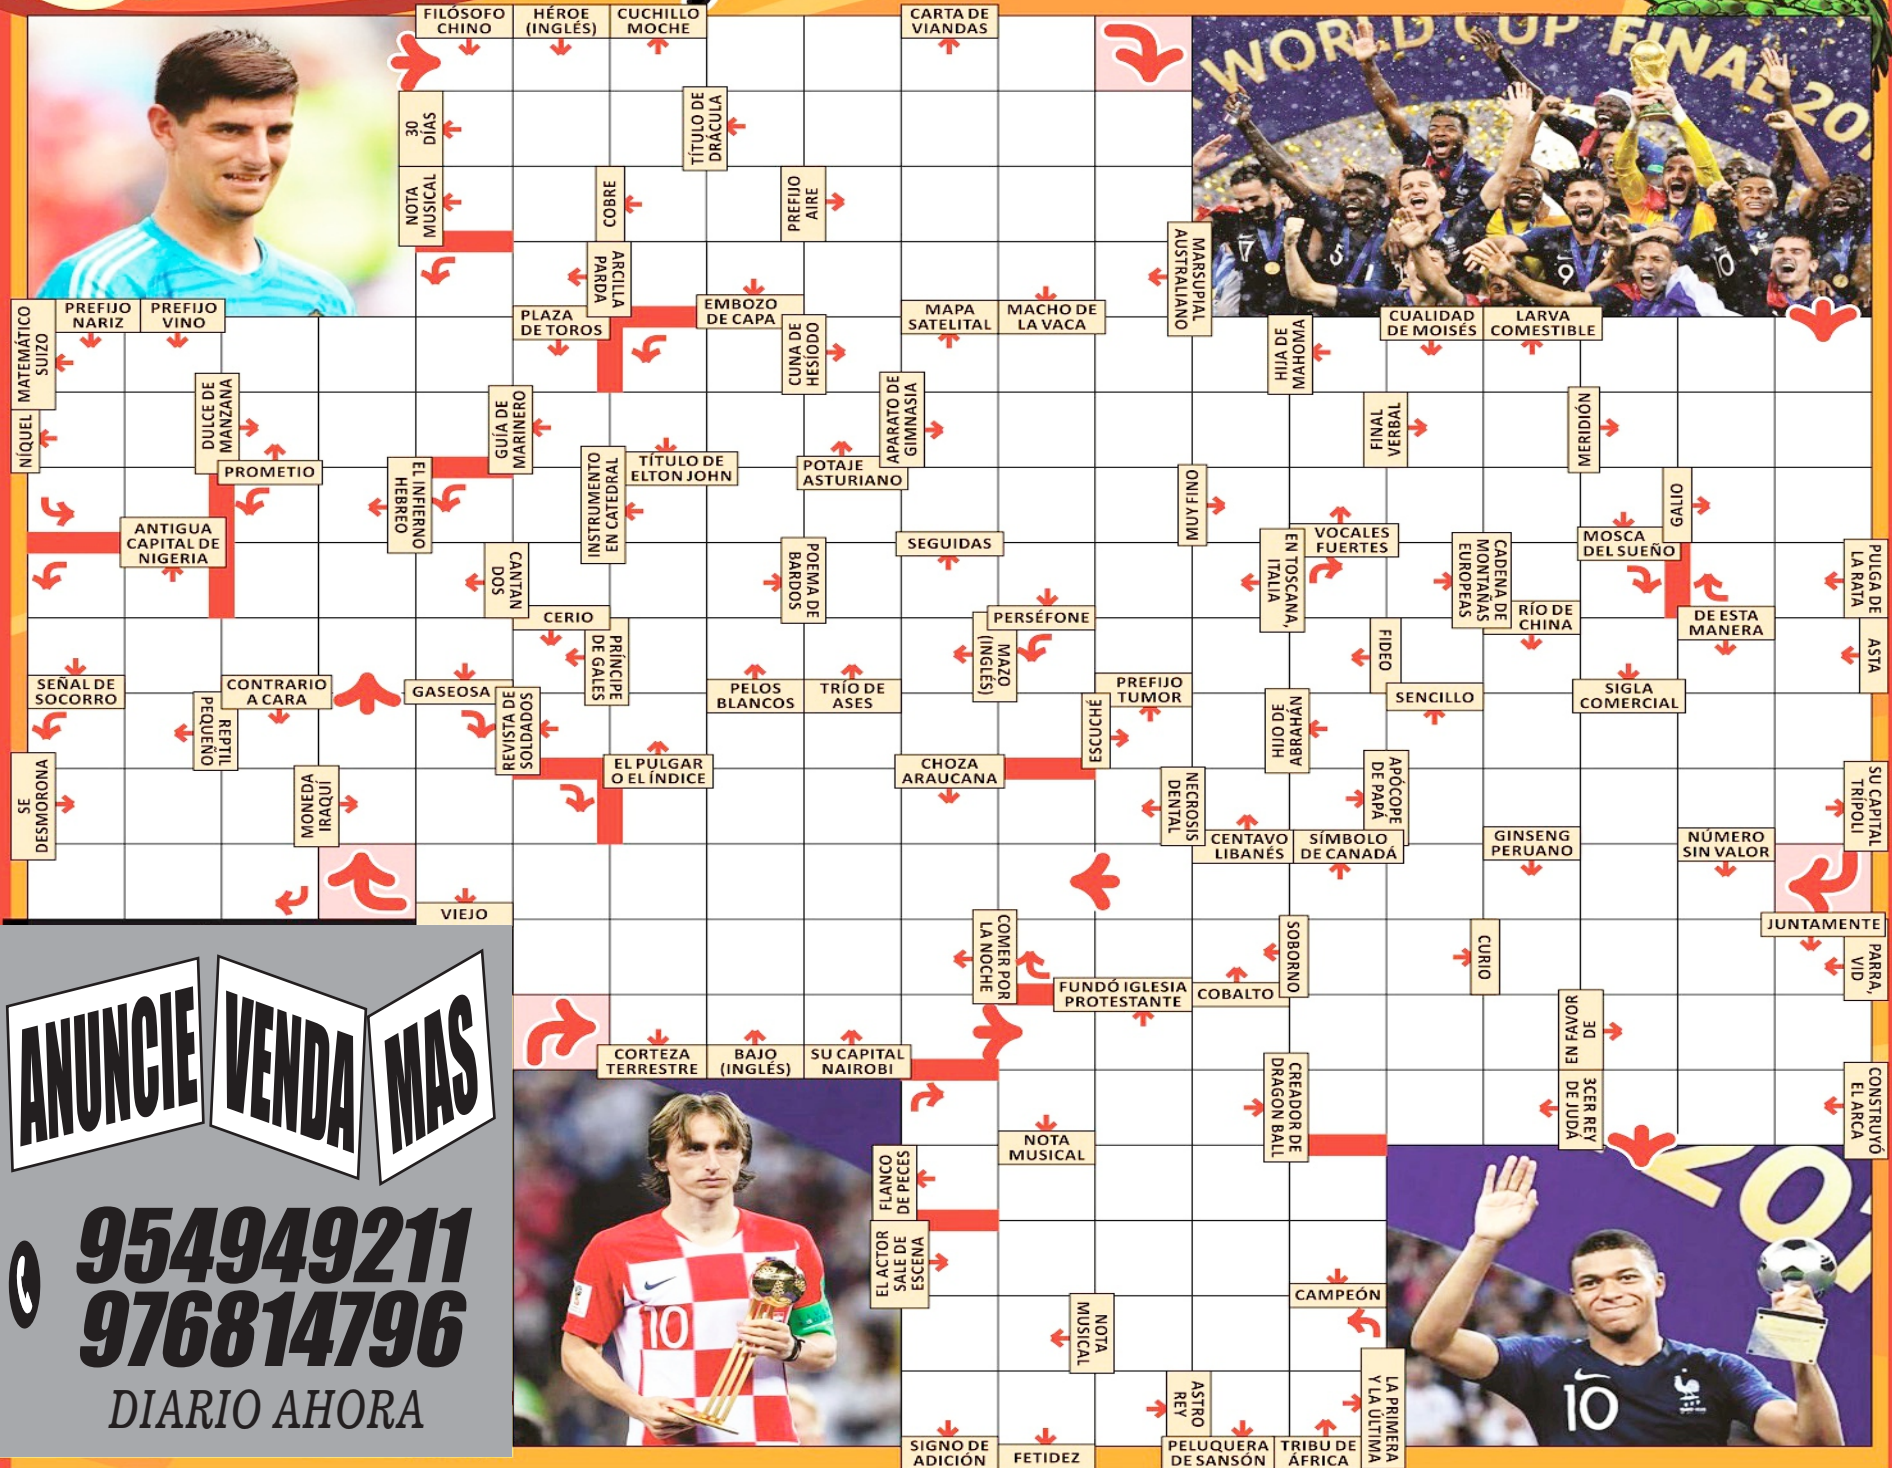 FILÓSOFO
CHINO
HÉROE
(INGLÉS)
CUCHILLO
MOCHE
CARTA DE
VIANDAS
WORLD CUP FINAL 20
30
DÍAS
TÍTULO DE
DRÁCULA
NOTA
MUSICAL
COBRE
PREFIJO
AIRE
ARCILLA
PARDA
MARSUPIAL
AUSTRALIANO
7
5
9
10
MATEMÁTICO
SUIZO
PREFIJO
NARIZ
PREFIJO
VINO
PLAZA
DE TOROS
EMBOZO
DE CAPA
CUNA DE
HESÍODO
MAPA
SATELITAL
MACHO DE
LA VACA
HIJA DE
MAHOMA
CUALIDAD
DE MOISÉS
LARVA
COMESTIBLE
NÍQUEL
DULCE DE
MANZANA
GUÍA DE
MARINERO
APARATO DE
GIMNASIA
FINAL
VERBAL
MERIDIÓN
PROMETIO
EL INFIERNO
HEBREO
INSTRUMENTO
EN CATEDRAL
TÍTULO DE
ELTON JOHN
POTAJE
ASTURIANO
MUY FINO
GALIO
ANTIGUA
CAPITAL DE
NIGERIA
CANTAN
DOS
POEMA DE
BARDOS
SEGUIDAS
EN TOSCANA,
ITALIA
VOCALES
FUERTES
CADENA DE
MONTAÑAS
EUROPEAS
MOSCA
DEL SUEÑO
PULGA DE
LA RATA
CERIO
PRÍNCIPE
DE GALES
PERSÉFONE
MAZO
(INGLÉS)
FIDEO
RÍO DE
CHINA
DE ESTA
MANERA
ASTA
SEÑAL DE
SOCORRO
REPTIL
PEQUEÑO
CONTRARIO
A CARA
GASEOSA
REVISTA DE
SOLDADOS
PELOS
BLANCOS
TRÍO DE
ASES
ESCUCHÉ
PREFIJO
TUMOR
HIJO DE
ABRAHÁN
SENCILLO
SIGLA
COMERCIAL
SE
DESMORONA
MONEDA
IRAQUÍ
EL PULGAR
O EL ÍNDICE
CHOZA
ARAUCANA
NECROSIS
DENTAL
APÓCOPE
DE PAPÁ
SU CAPITAL
TRÍPOLI
CENTAVO
LIBANÉS
SÍMBOLO
DE CANADÁ
GINSENG
PERUANO
NÚMERO
SIN VALOR
VIEJO
COMER POR
LA NOCHE
SOBORNO
CURIO
JUNTAMENTE
PARRA,
VID
FUNDÓ IGLESIA
PROTESTANTE
COBALTO
EN FAVOR
DE
CORTEZA
TERRESTRE
BAJO
(INGLÉS)
SU CAPITAL
NAIROBI
CREADOR DE
DRAGON BALL
3CER REY
DE JUDÁ
CONSTRUYÓ
EL ARCA
NOTA
MUSICAL
FLANCO
DE PECES
EL ACTOR
SALE DE
ESCENA
CAMPEÓN
NOTA
MUSICAL
ASTRO
REY
LA PRIMERA
Y LA ÚLTIMA
SIGNO DE
ADICIÓN
FETIDEZ
PELUQUERA
DE SANSÓN
TRIBU DE
ÁFRICA
10
201
10
ANUNCIE VENDA MAS
954949211
976814796
DIARIO AHORA